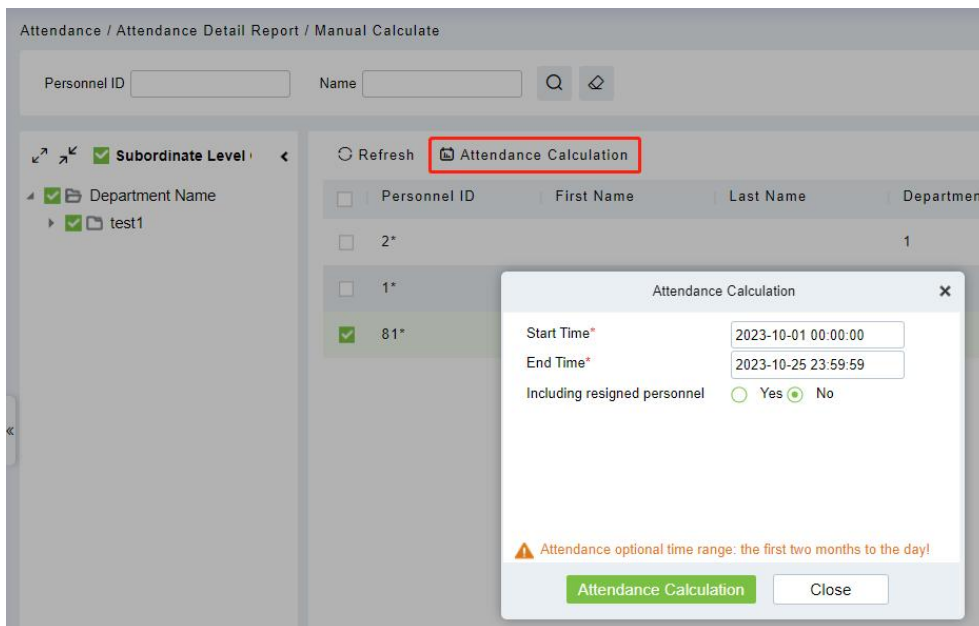 Attendance / Attendance Detail Report / Manual Calculate
Personnel ID Name
Subordinate Level
Refresh Attendance Calculation
Department Name
test1
Personnel ID First Name Last Name Departmen
2* 1
1*
81*
Attendance Calculation
Start Time* 2023-10-01 00:00:00
End Time* 2023-10-25 23:59:59
Including resigned personnel Yes No
Attendance optional time range: the first two months to the day!
Attendance Calculation Close